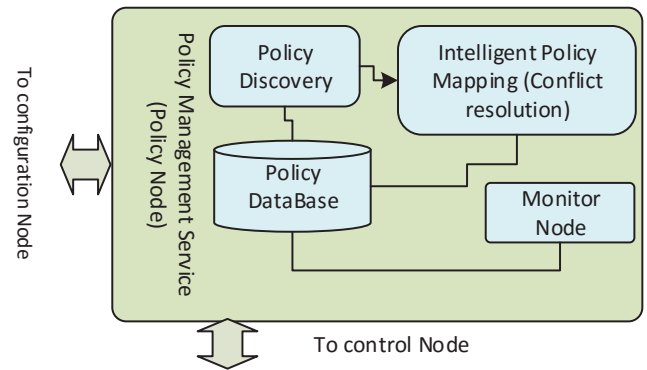 To configuration Node
Policy Management Service
(Policy Node)
Policy
Discovery
Intelligent Policy
Mapping (Conflict
resolution)
Policy
DataBase
Monitor
Node
To control Node